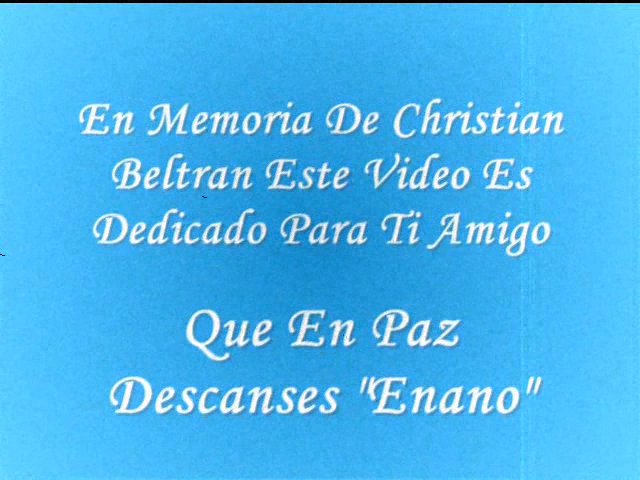 En Memoria De Christian
Beltran Este Video Es
Dedicado Para Ti Amigo
Que En Paz
Descanses "Enano"